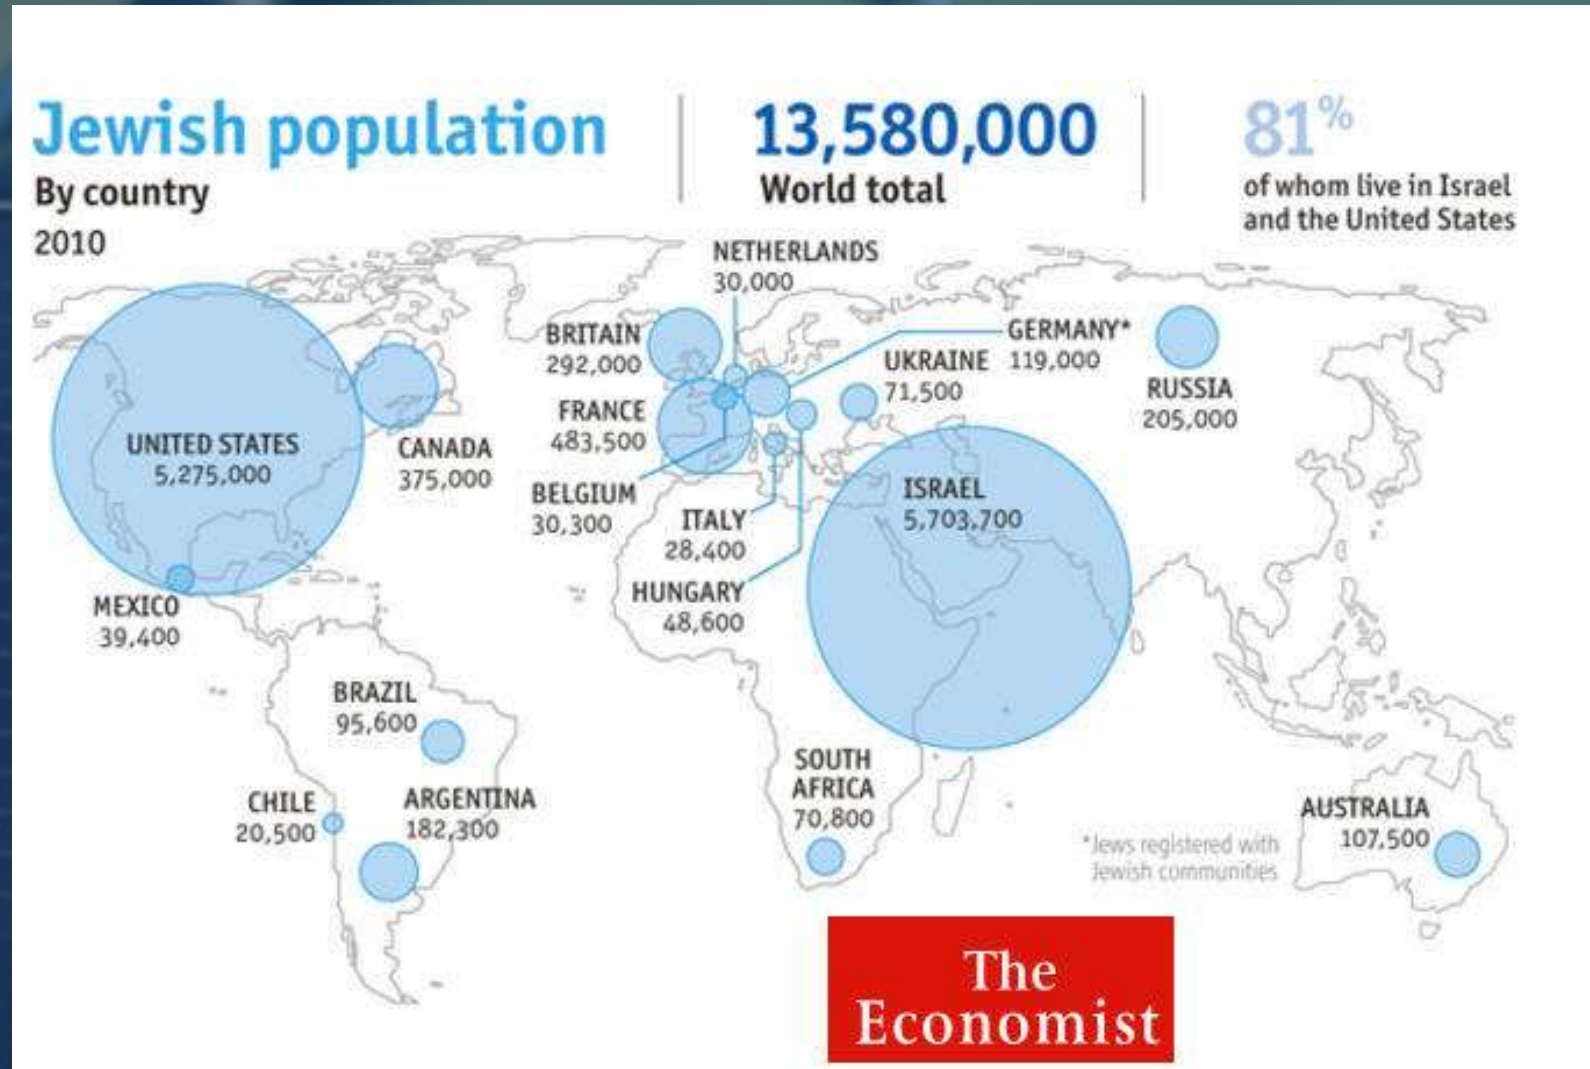 Jewish population
By country
2010
13,580,000
World total
81%
of whom live in Israel
and the United States
NETHERLANDS
30,000
BRITAIN
292,000
GERMANY*
119,000
UKRAINE
71,500
RUSSIA
205,000
FRANCE
483,500
UNITED STATES
5,275,000
CANADA
375,000
BELGIUM
30,300
ITALY
28,400
ISRAEL
5,703,700
HUNGARY
48,600
MEXICO
39,400
BRAZIL
95,600
CHILE
20,500
ARGENTINA
182,300
SOUTH
AFRICA
70,800
AUSTRALIA
107,500
*Jews registered with
Jewish communities
The
Economist